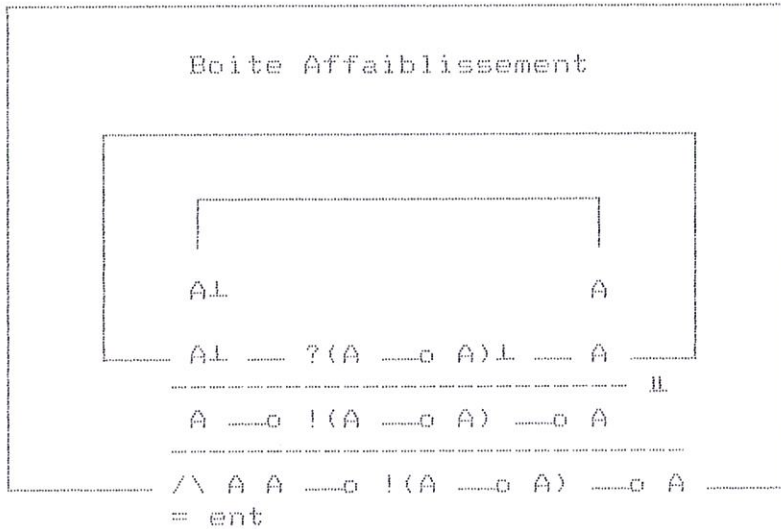 Boite Affaiblissement
A⊥ A
A⊥ ?(A —o A)⊥ A
⅃L
A —o !(A —o A) —o A
/\ A A —o !(A —o A) —o A
= ent